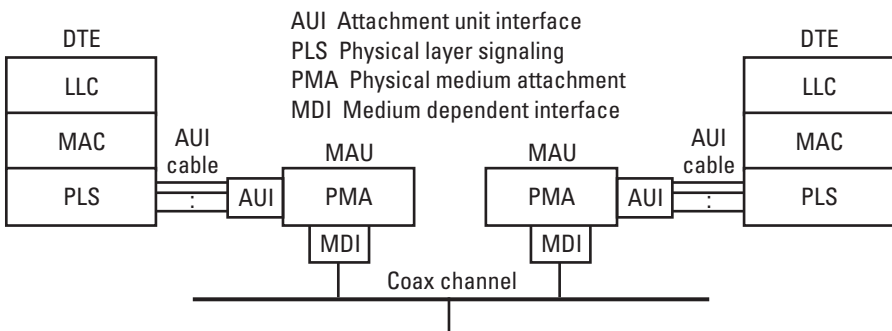 AUI Attachment unit interface
PLS Physical layer signaling
PMA Physical medium attachment
MDI Medium dependent interface
DTE
LLC
MAC
PLS
AUI
cable
:
AUI
MAU
PMA
MDI
MAU
PMA
MDI
AUI
AUI
cable
:
DTE
LLC
MAC
PLS
Coax channel